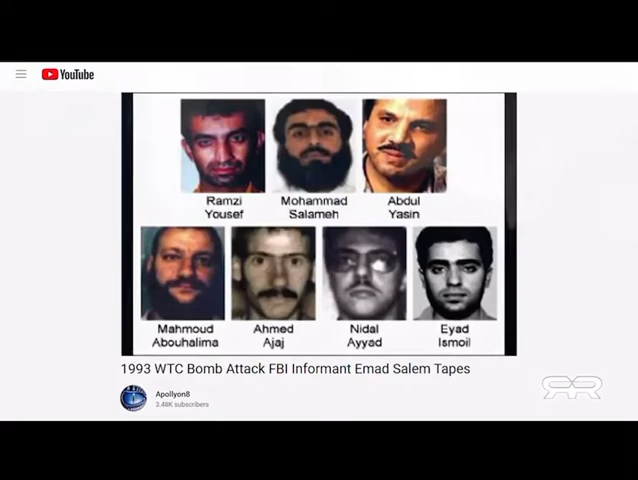 YouTube
Ramzi
Yousef
Mohammad
Salameh
Abdul
Yasin
Mahmoud
Abouhalima
Ahmed
Ajaj
Nidal
Ayyad
Eyad
Ismoil
1993 WTC Bomb Attack FBI Informant Emad Salem Tapes
Apollyon8
3.48K subscribers